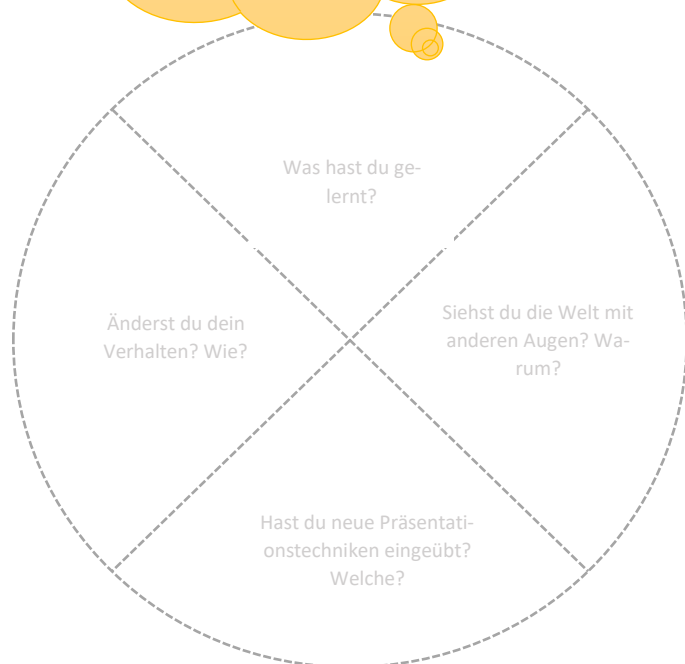 Was hast du ge-
lernt?
Änderst du dein
Verhalten? Wie?
Siehst du die Welt mit
anderen Augen? Wa-
rum?
Hast du neue Präsentati-
onstechniken eingeübt?
Welche?